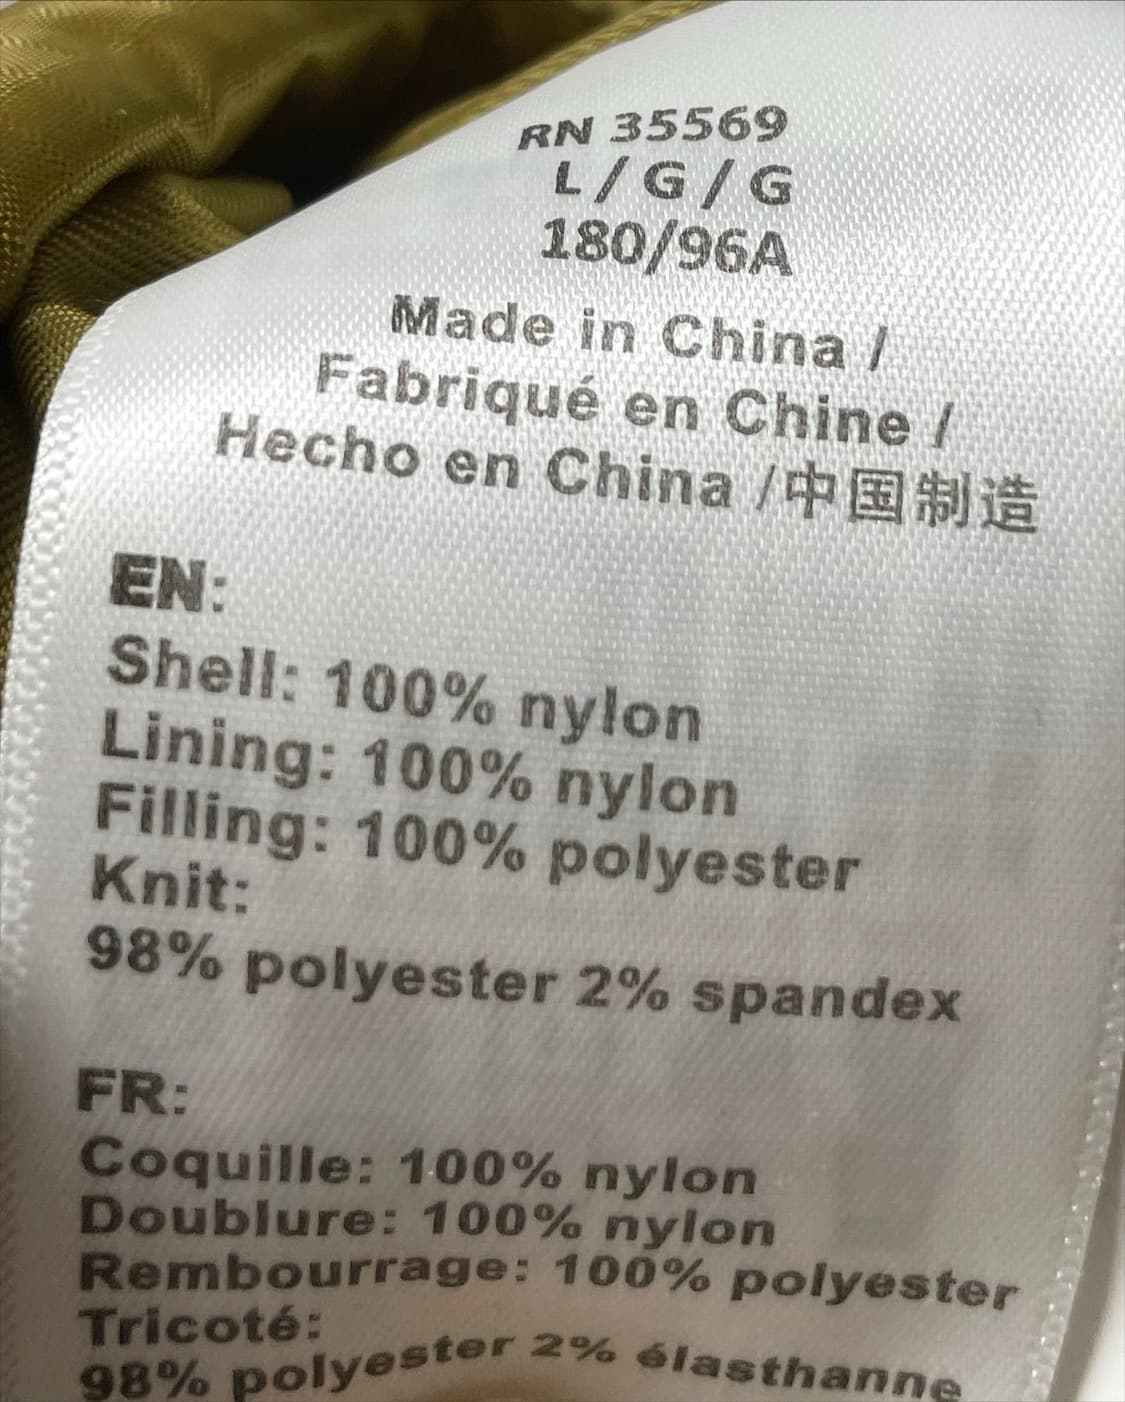 RN 35569
L/G/G
180/96A
Made in China /
Fabriqué en Chine /
Hecho en China /中国制造
EN:
Shell: 100% nylon
Lining: 100% nylon
Filling: 100% polyester
Knit:
98% polyester 2% spandex
FR:
Coquille: 100% nylon
Doublure: 100% nylon
Rembourrage: 100% polyester
Tricoté:
98% polyester 2% élasthanne